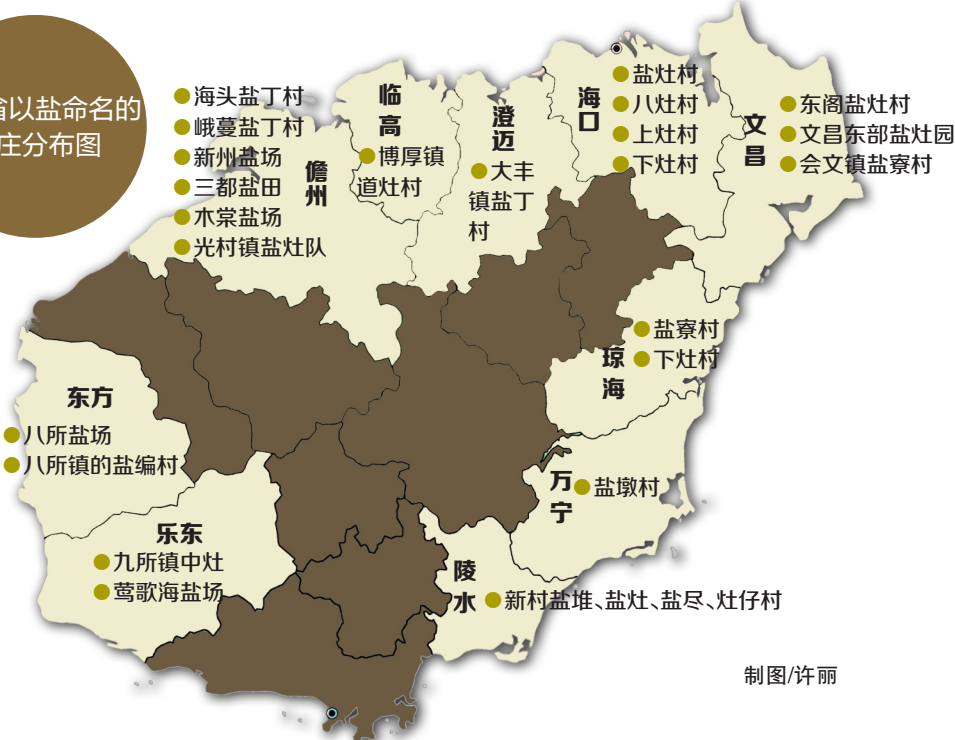 省以盐命名的
庄分布图
海头盐丁村
峨蔓盐丁村
新州盐场
三都盐田
木棠盐场
光村镇盐灶队
儋州
临高
博厚镇
道灶村
澄迈
大丰
镇盐丁
村
海口
盐灶村
八灶村
上灶村
下灶村
文昌
东阁盐灶村
文昌东部盐灶园
会文镇盐寮村
琼海
盐寮村
下灶村
万宁
盐墩村
陵水
新村盐堆、盐灶、盐尽、灶仔村
东方
八所盐场
八所镇的盐编村
乐东
九所镇中灶
莺歌海盐场
制图/许丽